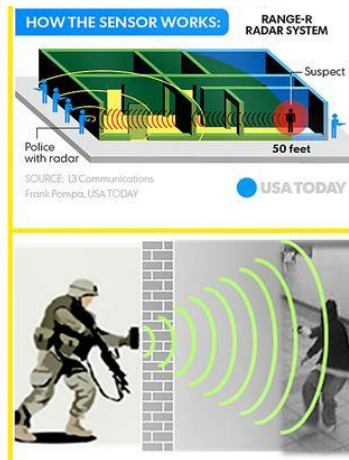 HOW THE SENSOR WORKS:
RANGE-R
RADAR SYSTEM
Suspect
Police
with radar
50 feet
SOURCE: L3 Communications
Frank Pompa, USA TODAY
USA TODAY